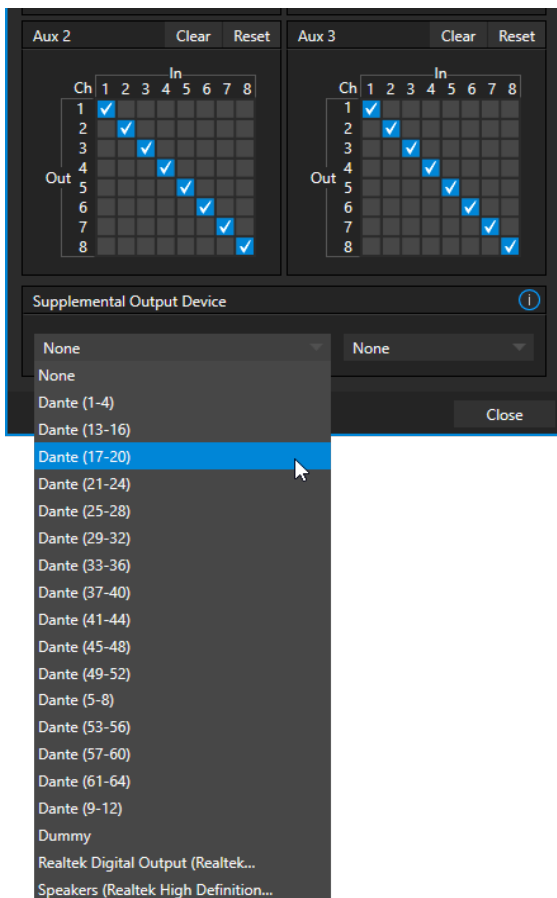 Aux 2 Clear Reset Aux 3 Clear Reset
In In
Ch 1 2 3 4 5 6 7 8 Ch 1 2 3 4 5 6 7 8
1 1
2 2
3 3
Out 4 Out 4
5 5
6 6
7 7
8 8
Supplemental Output Device i
None None
None
Dante (1-4)
Close
Dante (13-16)
Dante (17-20)
Dante (21-24)
Dante (25-28)
Dante (29-32)
Dante (33-36)
Dante (37-40)
Dante (41-44)
Dante (45-48)
Dante (49-52)
Dante (5-8)
Dante (53-56)
Dante (57-60)
Dante (61-64)
Dante (9-12)
Dummy
Realtek Digital Output (Realtek...
Speakers (Realtek High Definition...